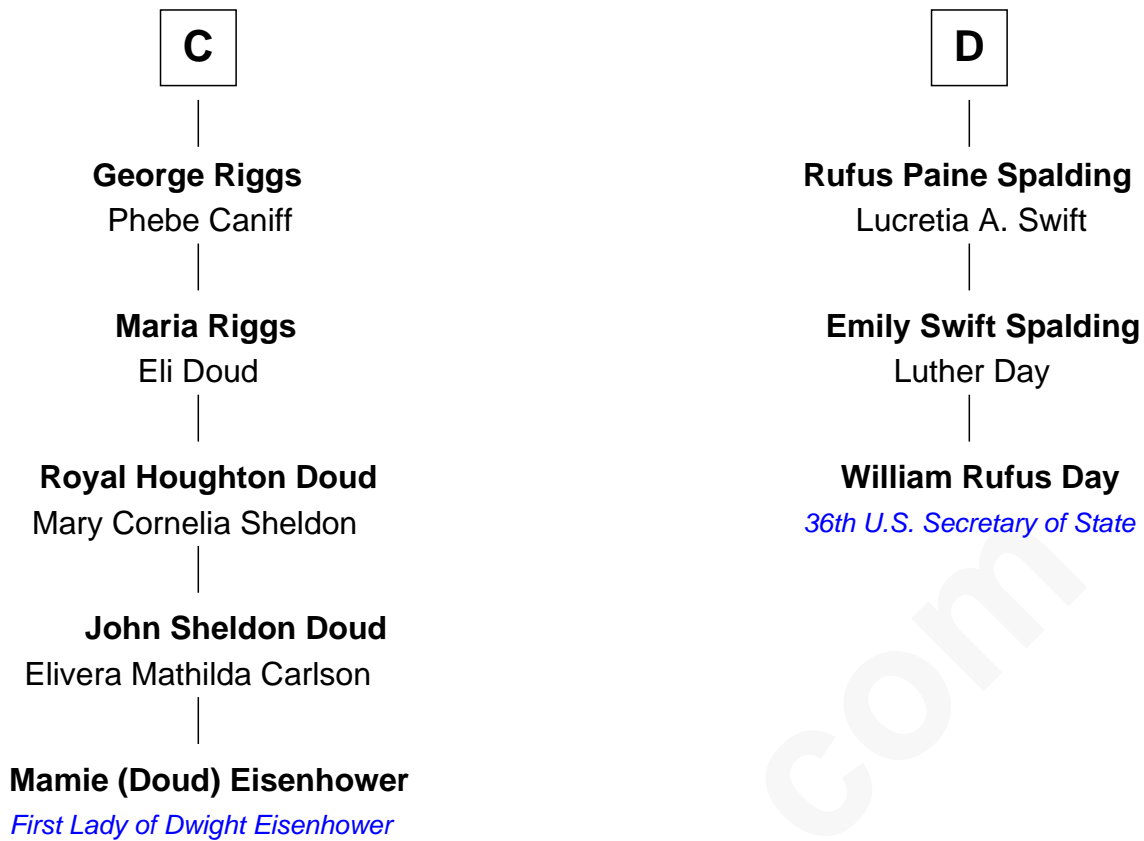 C
George Riggs
Phebe Caniff
Maria Riggs
Eli Doud
Royal Houghton Doud
Mary Cornelia Sheldon
John Sheldon Doud
Elivera Mathilda Carlson
Mamie (Doud) Eisenhower
First Lady of Dwight Eisenhower
D
Rufus Paine Spalding
Lucretia A. Swift
Emily Swift Spalding
Luther Day
William Rufus Day
36th U.S. Secretary of State
com